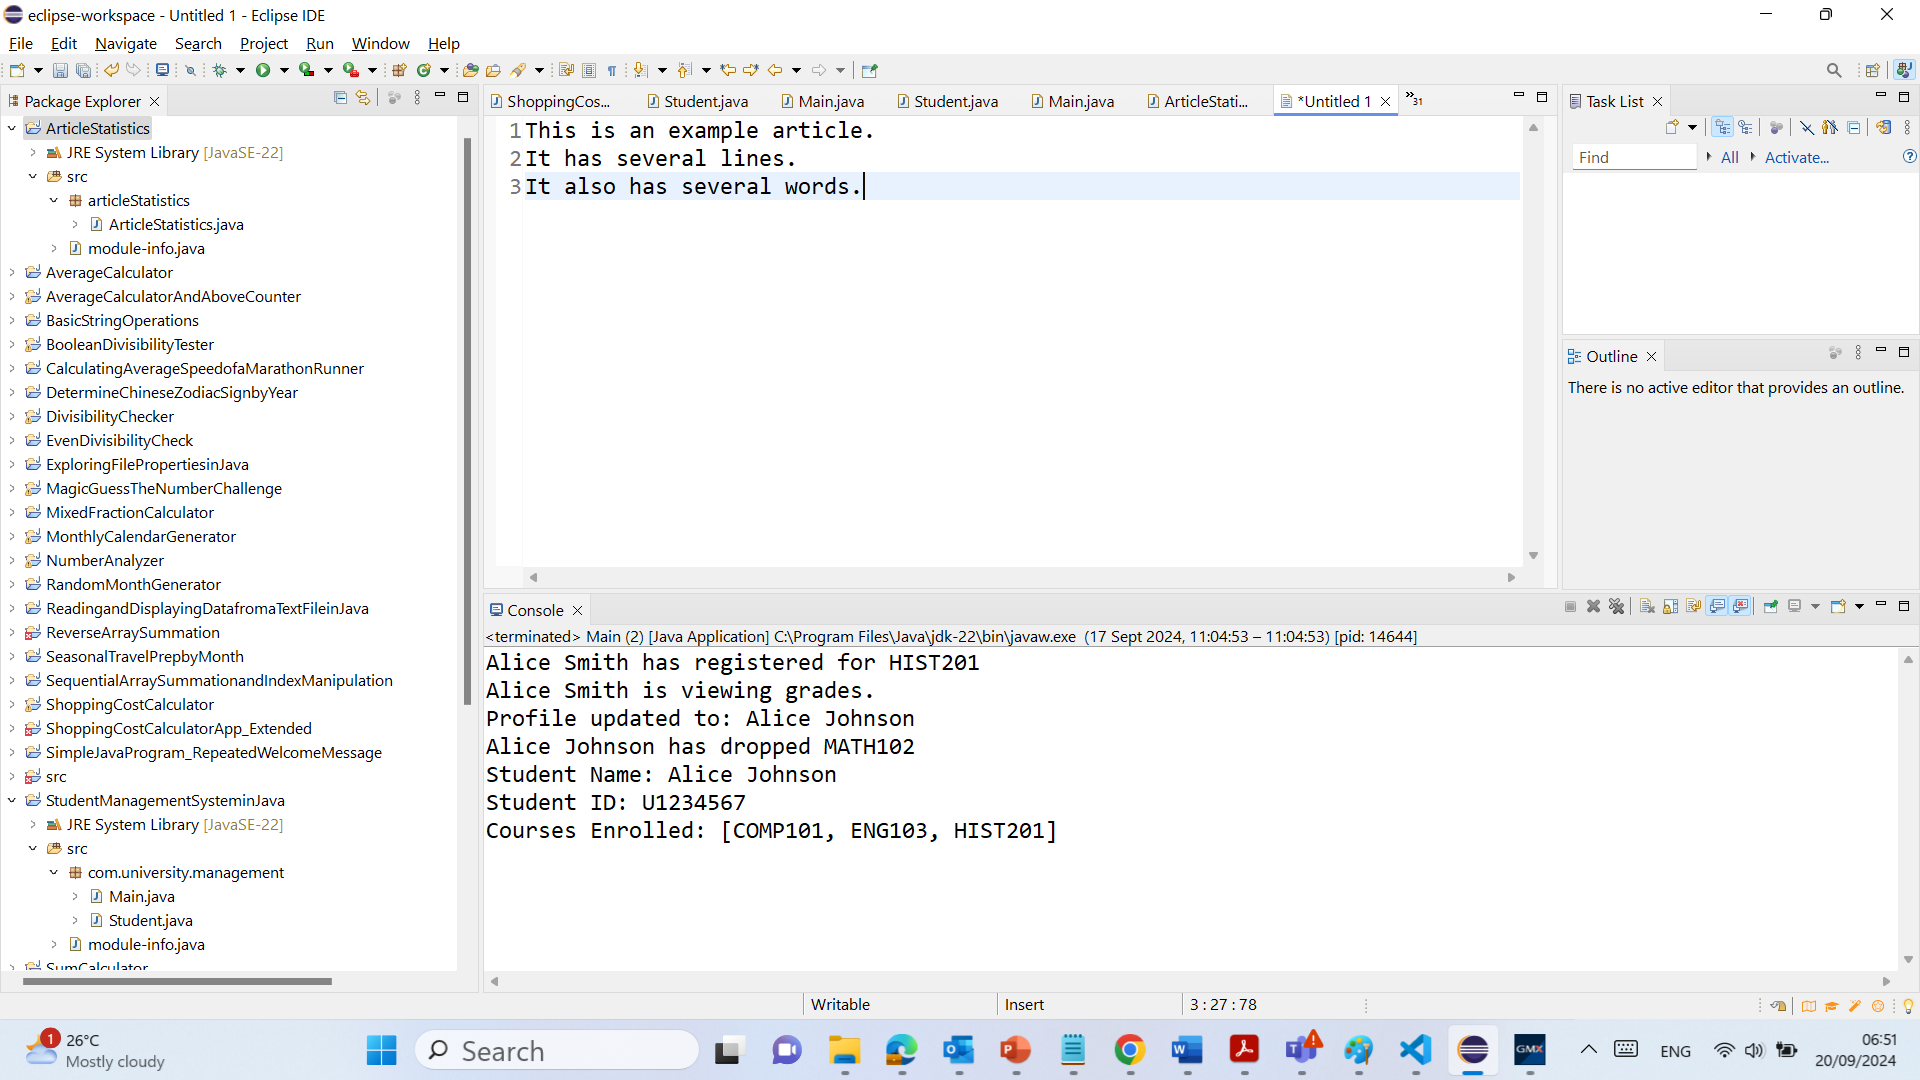 eclipse-workspace - Untitled 1 - Eclipse IDE
File Edit Navigate Search Project Run Window Help
Package Explorer
ArticleStatistics
JRE System Library [JavaSE-22]
src
articleStatistics
ArticleStatistics.java
module-info.java
AverageCalculator
AverageCalculatorAndAboveCounter
BasicStringOperations
BooleanDivisibilityTester
CalculatingAverageSpeedofaMarathonRunner
DetermineChineseZodiacSignbyYear
DivisibilityChecker
EvenDivisibilityCheck
ExploringFilePropertiesinJava
MagicGuessTheNumberChallenge
MixedFractionCalculator
MonthlyCalendarGenerator
NumberAnalyzer
RandomMonthGenerator
ReadingandDisplayingDatafromaTextFileinJava
ReverseArraySummation
SeasonalTravelPrepbyMonth
SequentialArraySummationandIndexManipulation
ShoppingCostCalculator
ShoppingCostCalculatorApp_Extended
SimpleJavaProgram_RepeatedWelcomeMessage
src
StudentManagementSysteminJava
JRE System Library [JavaSE-22]
src
com.university.management
Main.java
Student.java
module-info.java
SumCalculator
ShoppingCos... Student.java Main.java Student.java Main.java ArticleStati... *Untitled 1 »31
1 This is an example article.
2 It has several lines.
3 It also has several words.
Task List
Find All Activate...
Outline
There is no active editor that provides an outline.
Console
<terminated> Main (2) [Java Application] C:\Program Files\Java\jdk-22\bin\javaw.exe (17 Sept 2024, 11:04:53 – 11:04:53) [pid: 14644]
Alice Smith has registered for HIST201
Alice Smith is viewing grades.
Profile updated to: Alice Johnson
Alice Johnson has dropped MATH102
Student Name: Alice Johnson
Student ID: U1234567
Courses Enrolled: [COMP101, ENG103, HIST201]
Writable Insert 3 : 27 : 78
1
26°C
Mostly cloudy
Search
GMX
ENG
06:51
20/09/2024